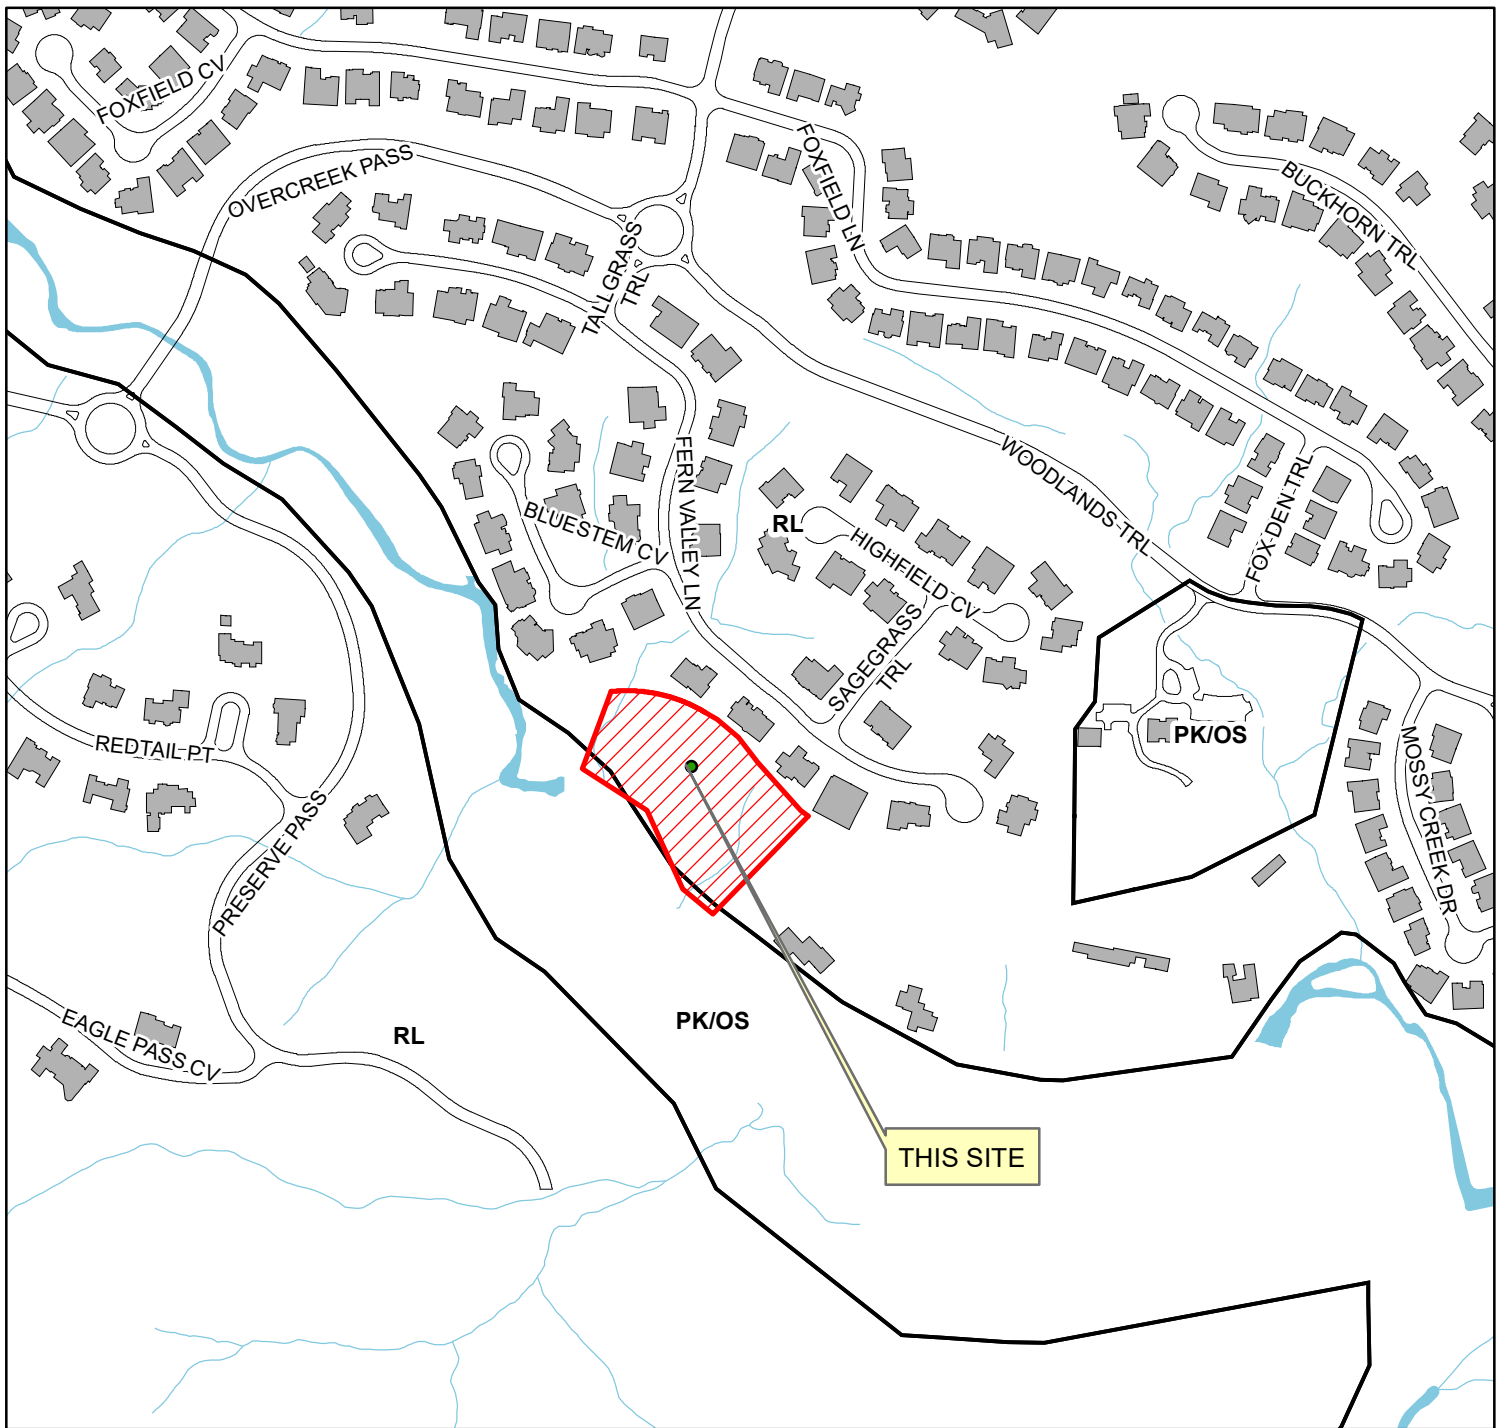 FOXFIELD CV
OVERCREEK PASS
FOXFIELD LN
BUCKHORN TRL
TALLGRASS
TRL
FERN VALLEY LN
WOODLANDS TRL
BLUESTEM CV
RL
HIGHFIELD CV
FOX DEN TRL
SAGEGRASS
TRL
REDTAIL PT
PK/OS
MOSSY CREEK DR
PRESERVE PASS
EAGLE PASS CV
RL
PK/OS
THIS SITE